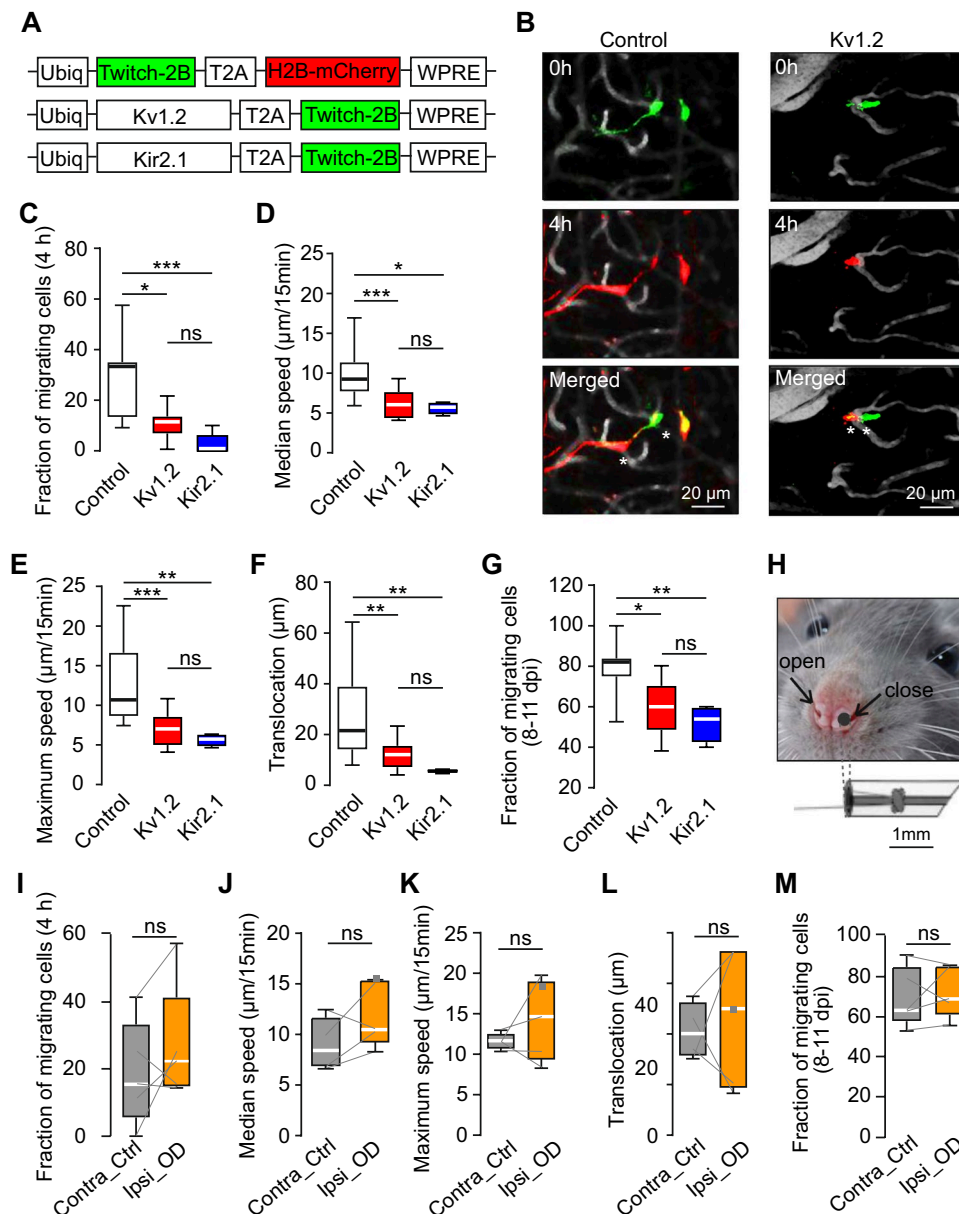 A
Ubiq Twitch-2B T2A H2B-mCherry WPRE
Ubiq Kv1.2 T2A Twitch-2B WPRE
Ubiq Kir2.1 T2A Twitch-2B WPRE
B
Control Kv1.2
0h 0h
4h 4h
Merged Merged
* * * *
20 µm 20 µm
C
Fraction of migrating cells (4 h)
80
60
40
20
0
***
*
ns
Control Kv1.2 Kir2.1
D
Median speed (µm/15min)
25
20
15
10
5
0
*
***
ns
Control Kv1.2 Kir2.1
E
Maximum speed (µm/15min)
25
20
15
10
5
0
**
***
ns
Control Kv1.2 Kir2.1
F
Translocation (µm)
80
60
40
20
0
**
**
ns
Control Kv1.2 Kir2.1
G
Fraction of migrating cells
(8-11 dpi)
120
100
80
60
40
20
**
*
ns
Control Kv1.2 Kir2.1
H
open
close
1mm
I
Fraction of migrating cells (4 h)
60
40
20
0
ns
Contra_Ctrl Ipsi_OD
J
Median speed (µm/15min)
20
15
10
5
0
ns
Contra_Ctrl Ipsi_OD
K
Maximum speed (µm/15min)
25
20
15
10
5
0
ns
Contra_Ctrl Ipsi_OD
L
Translocation (µm)
40
20
0
ns
Contra_Ctrl Ipsi_OD
M
Fraction of migrating cells
(8-11 dpi)
100
80
60
40
20
0
ns
Contra_Ctrl Ipsi_OD